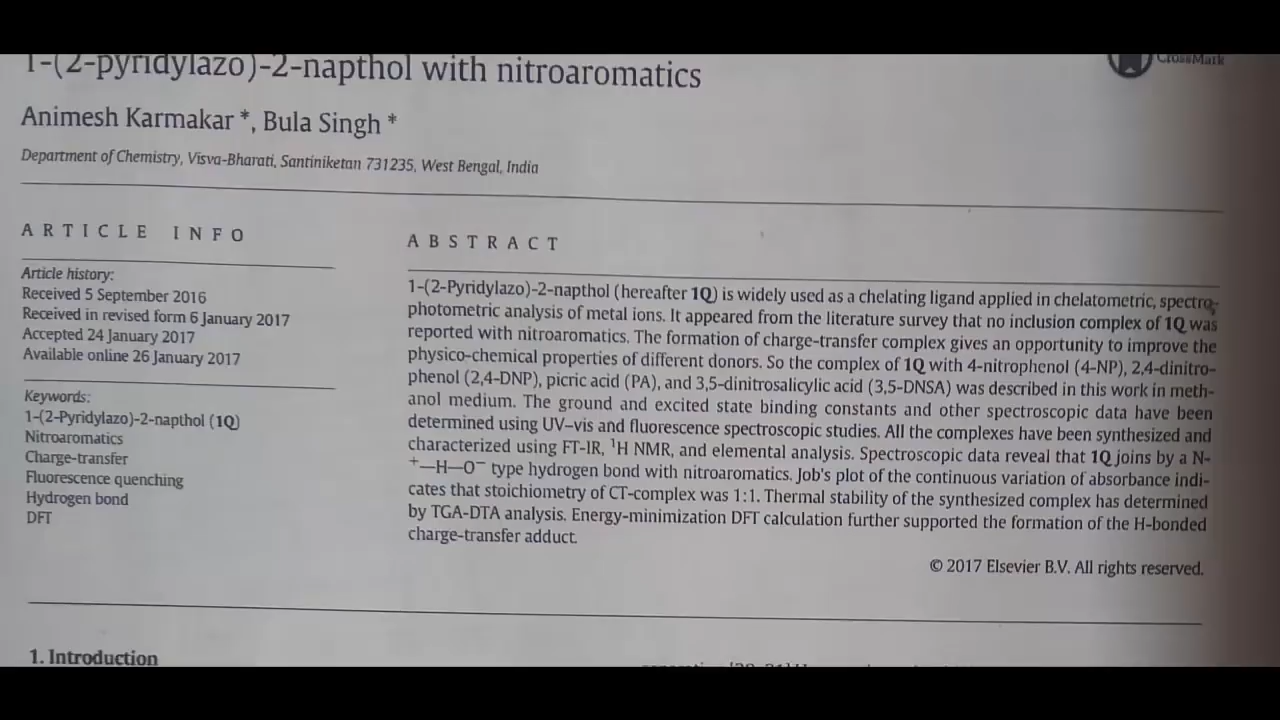 1-(2-pyridylazo)-2-napthol with nitroaromatics
CrossMark
Animesh Karmakar *, Bula Singh *
Department of Chemistry, Visva-Bharati, Santiniketan 731235, West Bengal, India
ARTICLE INFO
Article history:
Received 5 September 2016
Received in revised form 6 January 2017
Accepted 24 January 2017
Available online 26 January 2017
Keywords:
1-(2-Pyridylazo)-2-napthol (1Q)
Nitroaromatics
Charge-transfer
Fluorescence quenching
Hydrogen bond
DFT
ABSTRACT
1-(2-Pyridylazo)-2-napthol (hereafter 1Q) is widely used as a chelating ligand applied in chelatometric, spectro-
photometric analysis of metal ions. It appeared from the literature survey that no inclusion complex of 1Q was
reported with nitroaromatics. The formation of charge-transfer complex gives an opportunity to improve the
physico-chemical properties of different donors. So the complex of 1Q with 4-nitrophenol (4-NP), 2,4-dinitro-
phenol (2,4-DNP), picric acid (PA), and 3,5-dinitrosalicylic acid (3,5-DNSA) was described in this work in meth-
anol medium. The ground and excited state binding constants and other spectroscopic data have been
determined using UV–vis and fluorescence spectroscopic studies. All the complexes have been synthesized and
characterized using FT-IR, ¹H NMR, and elemental analysis. Spectroscopic data reveal that 1Q joins by a N-
⁺—H—O⁻ type hydrogen bond with nitroaromatics. Job's plot of the continuous variation of absorbance indi-
cates that stoichiometry of CT-complex was 1:1. Thermal stability of the synthesized complex has determined
by TGA-DTA analysis. Energy-minimization DFT calculation further supported the formation of the H-bonded
charge-transfer adduct.
© 2017 Elsevier B.V. All rights reserved.
1. Introduction